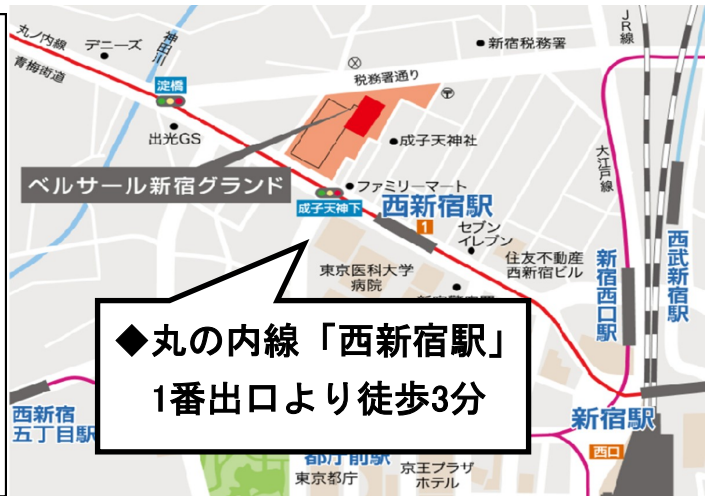 丸ノ内線
デニーズ
神田川
新宿税務署
JR線
青梅街道
淀橋
税務署通り
出光GS
成子天神社
大江戸線
ベルサール新宿グランド
ファミリーマート
成子天神下
西新宿駅
1
セブン
イレブン
西武新宿駅
東京医科大学
病院
住友不動産
西新宿ビル
新宿西口駅
◆丸の内線「西新宿駅」
1番出口より徒歩3分
西新宿
五丁目駅
新宿駅
西口
都庁前駅
東京都庁
京王プラザ
ホテル